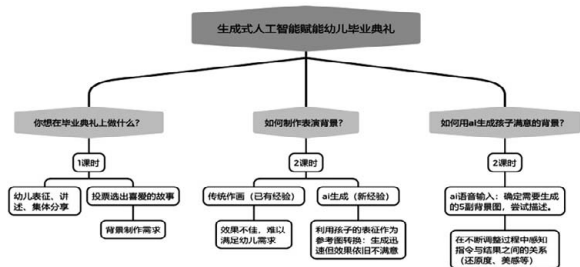 生成式人工智能赋能幼儿毕业典礼
你想在毕业典礼上做什么？
如何制作表演背景？
如何用ai生成孩子满意的背景？
1课时
2课时
2课时
幼儿表征、讲
述、集体分享
投票选出喜爱的故事
背景制作需求
传统作画（已有经验）
ai生成（新经验）
效果不佳，难以
满足幼儿需求
利用孩子的表征作为
参考图转换：生成迅
速但效果依旧不满意
ai语音输入：确定需要生成
的5副背景图，尝试描述。
在不断调整过程中感知
指令与结果之间的关系
（还原度、美感等）